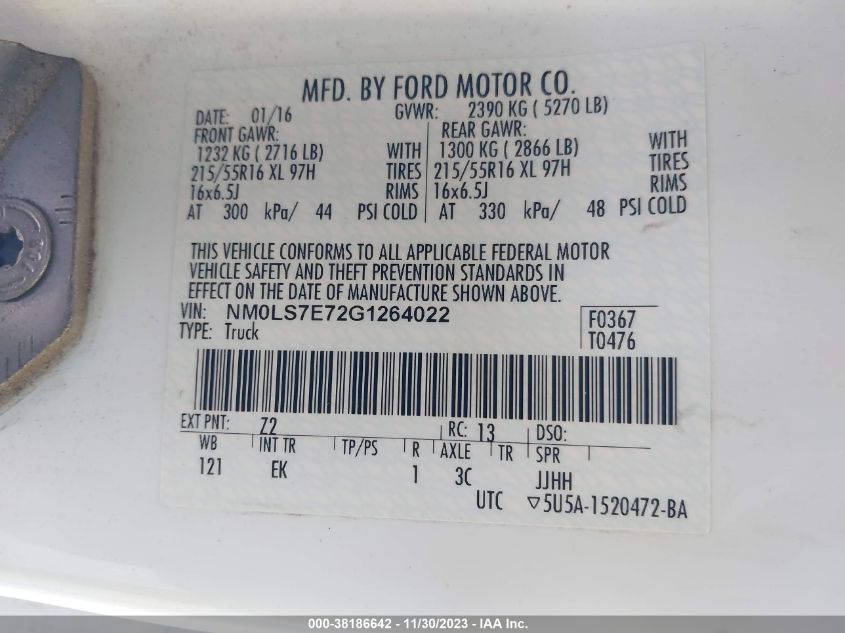 MFD. BY FORD MOTOR CO.
DATE: 01/16 GVWR: 2390 KG ( 5270 LB)
FRONT GAWR: REAR GAWR:
1232 KG ( 2716 LB) WITH 1300 KG ( 2866 LB) WITH
215/55R16 XL 97H TIRES 215/55R16 XL 97H TIRES
16x6.5J RIMS 16x6.5J RIMS
AT 300 kPa/ 44 PSI COLD AT 330 kPa/ 48 PSI COLD
THIS VEHICLE CONFORMS TO ALL APPLICABLE FEDERAL MOTOR
VEHICLE SAFETY AND THEFT PREVENTION STANDARDS IN
EFFECT ON THE DATE OF MANUFACTURE SHOWN ABOVE.
VIN: NM0LS7E72G1264022 F0367
TYPE: Truck T0476
EXT PNT: Z2 RC: 13 DSO:
WB INT TR TP/PS R AXLE TR SPR
121 EK 1 3C JJHH
UTC ▽5U5A-1520472-BA
000-38186642 - 11/30/2023 - IAA Inc.